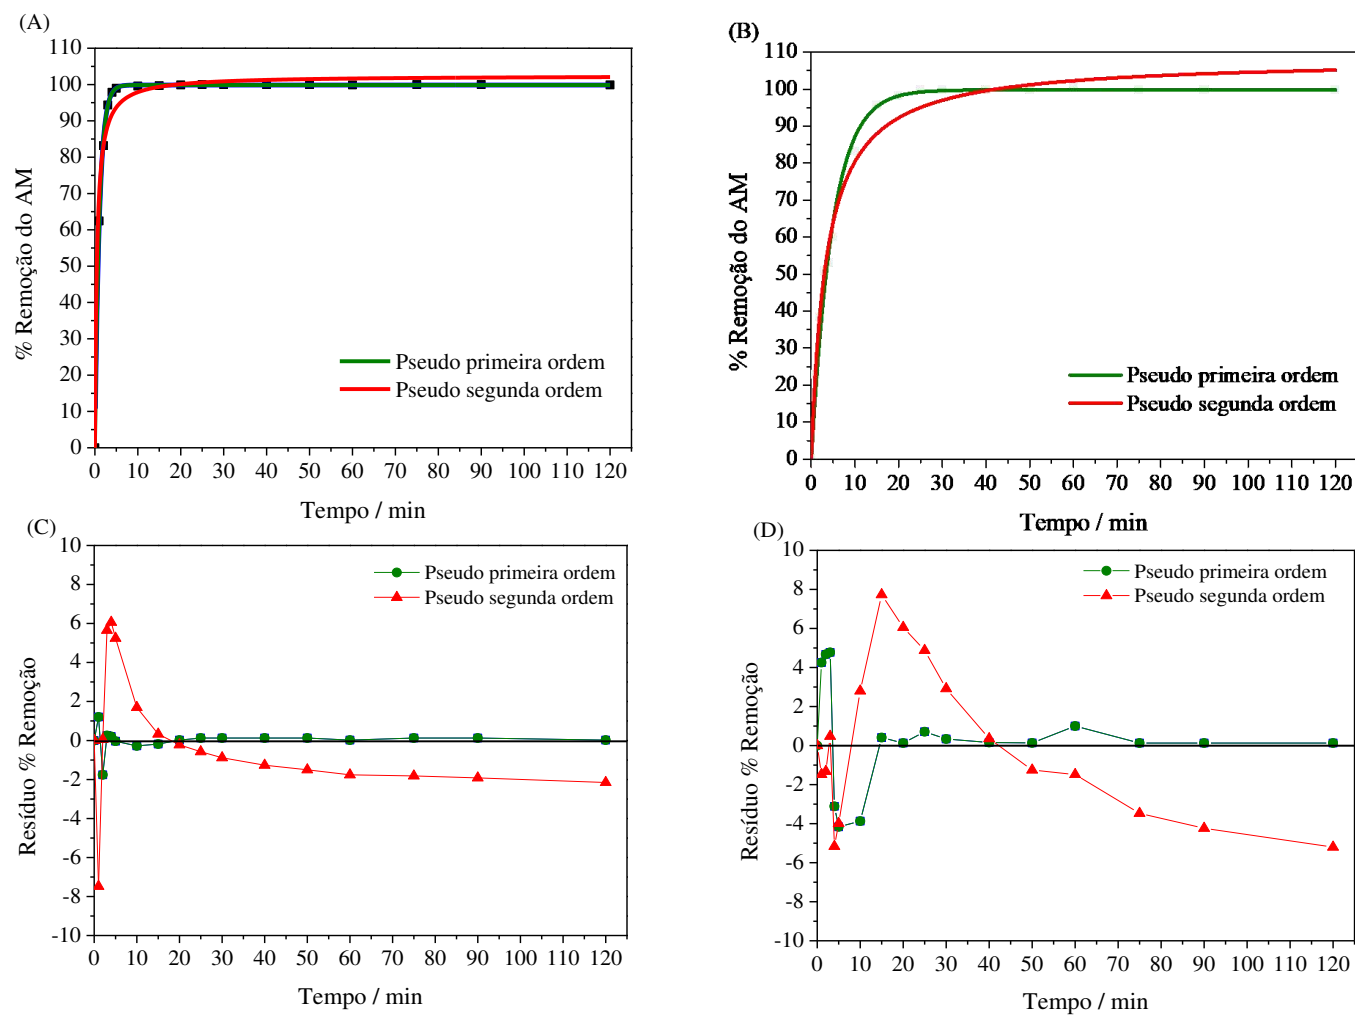 (A)
110
100
90
80
70
60
50
40
30
20
10
0
% Remoção do AM
Pseudo primeira ordem
Pseudo segunda ordem
0 10 20 30 40 50 60 70 80 90 100 110 120
Tempo / min
(B)
110
100
90
80
70
60
50
40
30
20
10
0
% Remoção do AM
Pseudo primeira ordem
Pseudo segunda ordem
0 10 20 30 40 50 60 70 80 90 100 110 120
Tempo / min
(C)
10
8
6
4
2
0
-2
-4
-6
-8
-10
Resíduo % Remoção
Pseudo primeira ordem
Pseudo segunda ordem
0 10 20 30 40 50 60 70 80 90 100 110 120
Tempo / min
(D)
10
8
6
4
2
0
-2
-4
-6
-8
-10
Resíduo % Remoção
Pseudo primeira ordem
Pseudo segunda ordem
0 10 20 30 40 50 60 70 80 90 100 110 120
Tempo / min